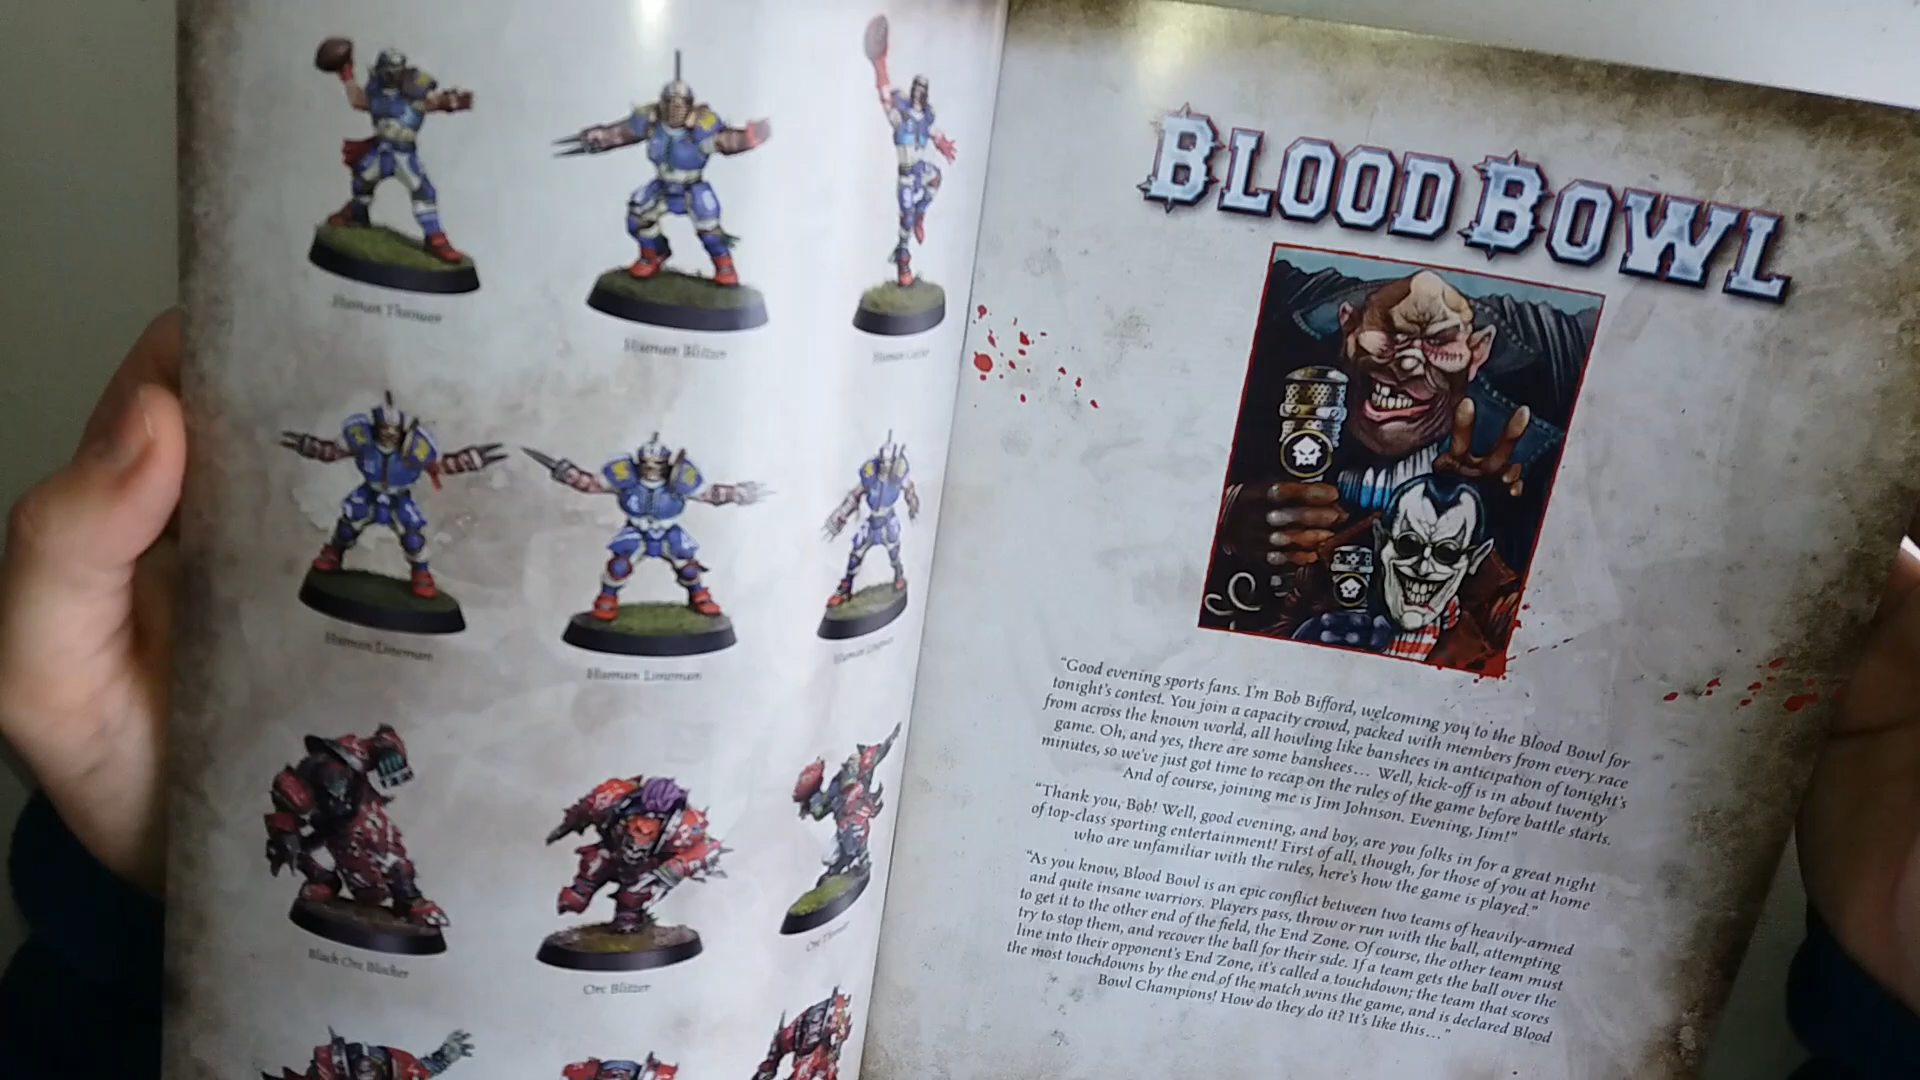 Human Thrower
Human Blitzer
Human Catcher
Human Lineman
Human Lineman
Human Lineman
Black Orc Blocker
Orc Blitzer
Orc Thrower
BLOOD BOWL
“Good evening sports fans. I'm Bob Bifford, welcoming you to the Blood Bowl for
tonight's contest. You join a capacity crowd, packed with members from every race
from across the known world, all howling like banshees in anticipation of tonight's
game. Oh, and yes, there are some banshees… Well, kick-off is in about twenty
minutes, so we've just got time to recap on the rules of the game before battle starts.
And of course, joining me is Jim Johnson. Evening, Jim!”
“Thank you, Bob! Well, good evening, and boy, are you folks in for a great night
of top-class sporting entertainment! First of all, though, for those of you at home
who are unfamiliar with the rules, here's how the game is played.”
“As you know, Blood Bowl is an epic conflict between two teams of heavily-armed
and quite insane warriors. Players pass, throw or run with the ball, attempting
to get it to the other end of the field, the End Zone. Of course, the other team must
try to stop them, and recover the ball for their side. If a team gets the ball over the
line into their opponent's End Zone, it's called a touchdown; the team that scores
the most touchdowns by the end of the match wins the game, and is declared Blood
Bowl Champions! How do they do it? It's like this…”